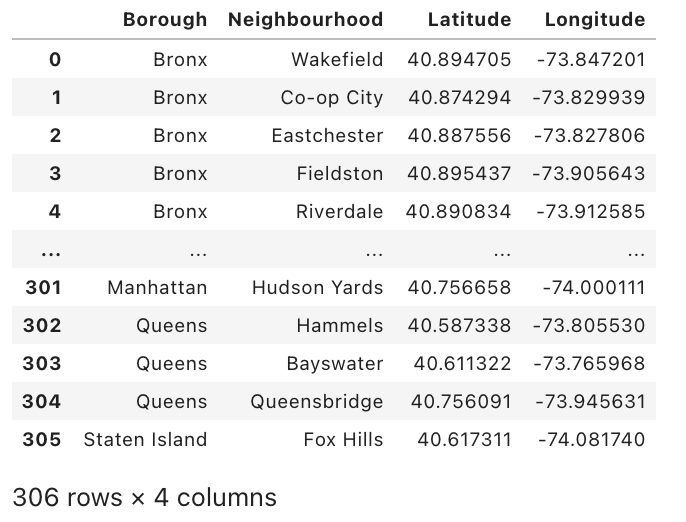 Borough Neighbourhood Latitude Longitude
0 Bronx Wakefield 40.894705 -73.847201
1 Bronx Co-op City 40.874294 -73.829939
2 Bronx Eastchester 40.887556 -73.827806
3 Bronx Fieldston 40.895437 -73.905643
4 Bronx Riverdale 40.890834 -73.912585
... ... ... ... ...
301 Manhattan Hudson Yards 40.756658 -74.000111
302 Queens Hammels 40.587338 -73.805530
303 Queens Bayswater 40.611322 -73.765968
304 Queens Queensbridge 40.756091 -73.945631
305 Staten Island Fox Hills 40.617311 -74.081740
306 rows × 4 columns